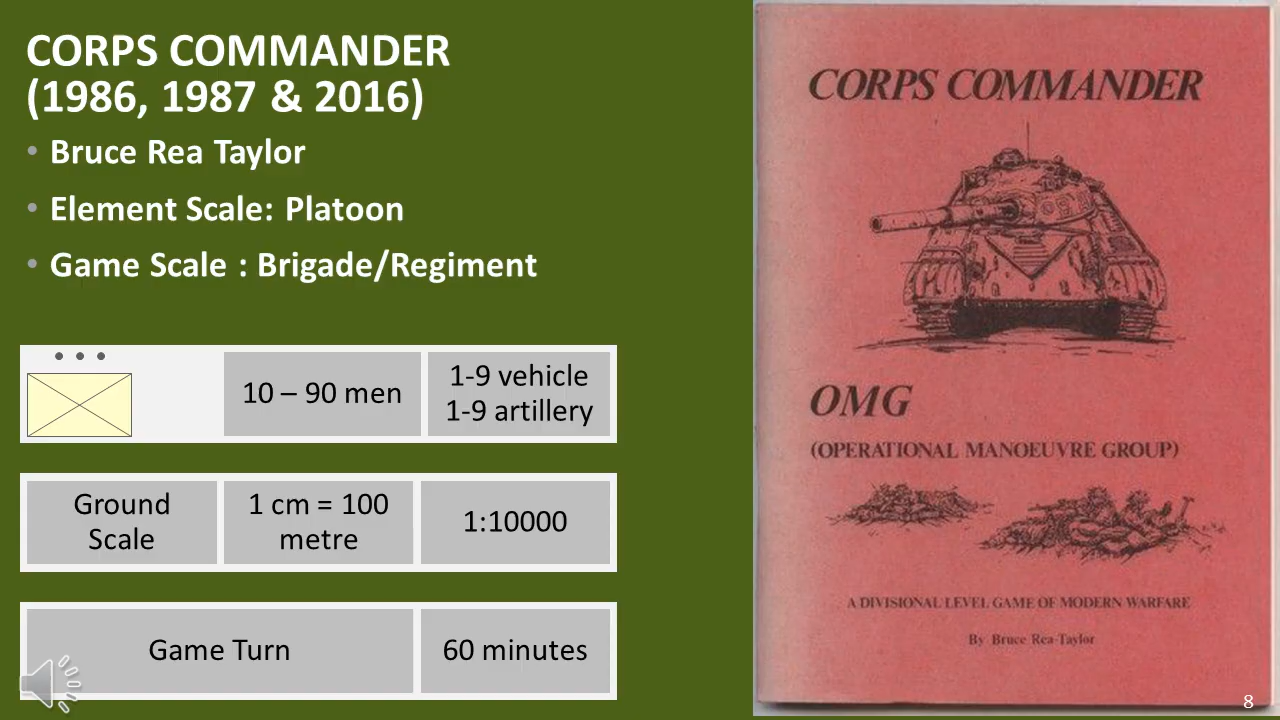 CORPS COMMANDER
(1986, 1987 & 2016)
• Bruce Rea Taylor
• Element Scale: Platoon
• Game Scale : Brigade/Regiment
10 – 90 men
1-9 vehicle
1-9 artillery
Ground
Scale
1 cm = 100
metre
1:10000
Game Turn
60 minutes
CORPS COMMANDER
OMG
(OPERATIONAL MANOEUVRE GROUP)
A DIVISIONAL LEVEL GAME OF MODERN WARFARE
By Bruce Rea-Taylor
8